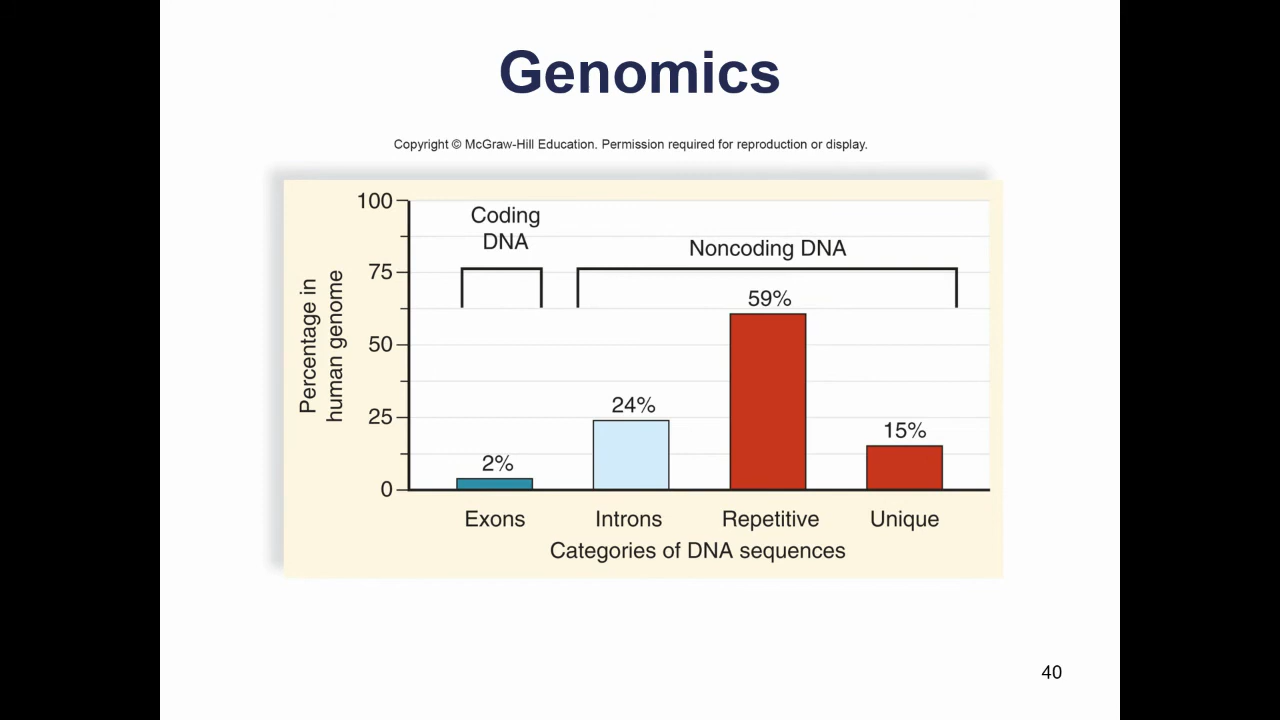 Genomics
Copyright © McGraw-Hill Education. Permission required for reproduction or display.
Percentage in
human genome
100
75
50
25
0
Coding
DNA
Noncoding DNA
2%
24%
59%
15%
Exons
Introns
Repetitive
Unique
Categories of DNA sequences
40